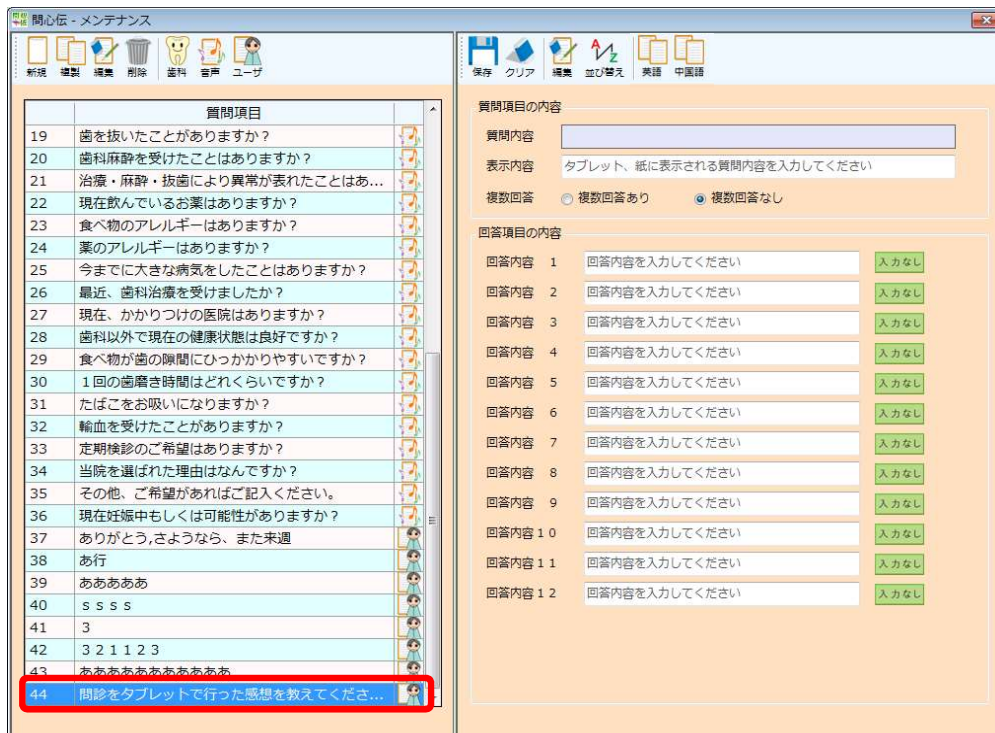 問心伝 - メンテナンス
新規 複製 編集 削除 歯科 音声 ユーザ
保存 クリア 編集 並び替え 英語 中国語
質問項目
19 歯を抜いたことがありますか？
20 歯科麻酔を受けたことはありますか？
21 治療・麻酔・抜歯により異常が表れたことはあ...
22 現在飲んでいるお薬はありますか？
23 食べ物のアレルギーはありますか？
24 薬のアレルギーはありますか？
25 今までに大きな病気をしたことはありますか？
26 最近、歯科治療を受けましたか？
27 現在、かかりつけの医院はありますか？
28 歯科以外で現在の健康状態は良好ですか？
29 食べ物が歯の隙間にひっかかりやすいですか？
30 １回の歯磨き時間はどれくらいですか？
31 たばこをお吸いになりますか？
32 輸血を受けたことがありますか？
33 定期検診のご希望はありますか？
34 当院を選ばれた理由はなんですか？
35 その他、ご希望があればご記入ください。
36 現在妊娠中もしくは可能性がありますか？
37 ありがとう,さようなら、また来週
38 あ行
39 あああああ
40 ｓｓｓｓ
41 3
42 ３２１１２３
43 あああああああああああ
44 問診をタブレットで行った感想を教えてくださ...
質問項目の内容
質問内容
表示内容 タブレット、紙に表示される質問内容を入力してください
複数回答 複数回答あり 複数回答なし
回答項目の内容
回答内容 1 回答内容を入力してください 入力なし
回答内容 2 回答内容を入力してください 入力なし
回答内容 3 回答内容を入力してください 入力なし
回答内容 4 回答内容を入力してください 入力なし
回答内容 5 回答内容を入力してください 入力なし
回答内容 6 回答内容を入力してください 入力なし
回答内容 7 回答内容を入力してください 入力なし
回答内容 8 回答内容を入力してください 入力なし
回答内容 9 回答内容を入力してください 入力なし
回答内容１０ 回答内容を入力してください 入力なし
回答内容１１ 回答内容を入力してください 入力なし
回答内容１２ 回答内容を入力してください 入力なし